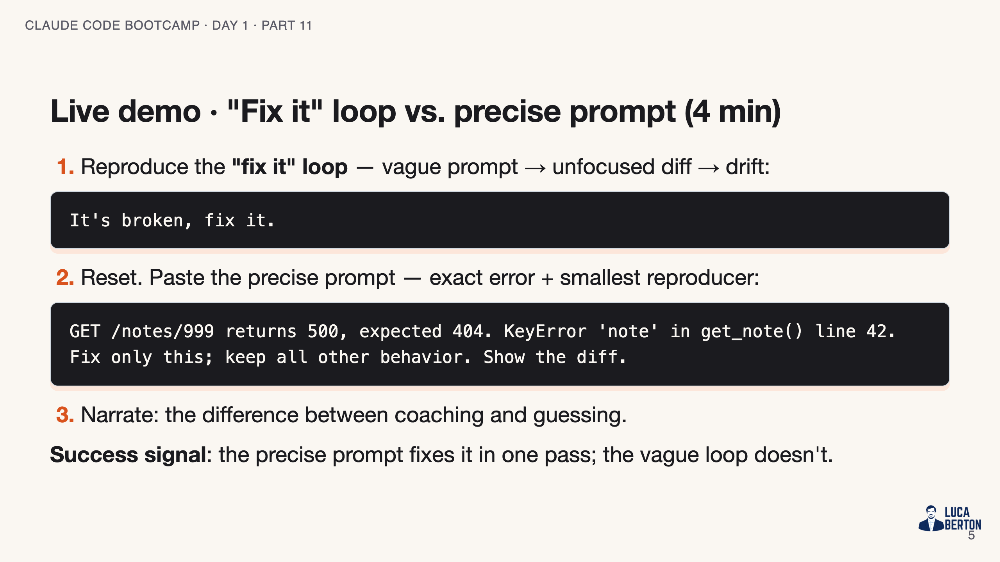 CLAUDE CODE BOOTCAMP · DAY 1 · PART 11
Live demo · "Fix it" loop vs. precise prompt (4 min)
1. Reproduce the "fix it" loop — vague prompt → unfocused diff → drift:
It's broken, fix it.
2. Reset. Paste the precise prompt — exact error + smallest reproducer:
GET /notes/999 returns 500, expected 404. KeyError 'note' in get_note() line 42.
Fix only this; keep all other behavior. Show the diff.
3. Narrate: the difference between coaching and guessing.
Success signal: the precise prompt fixes it in one pass; the vague loop doesn't.
LUCA
BERTON
5